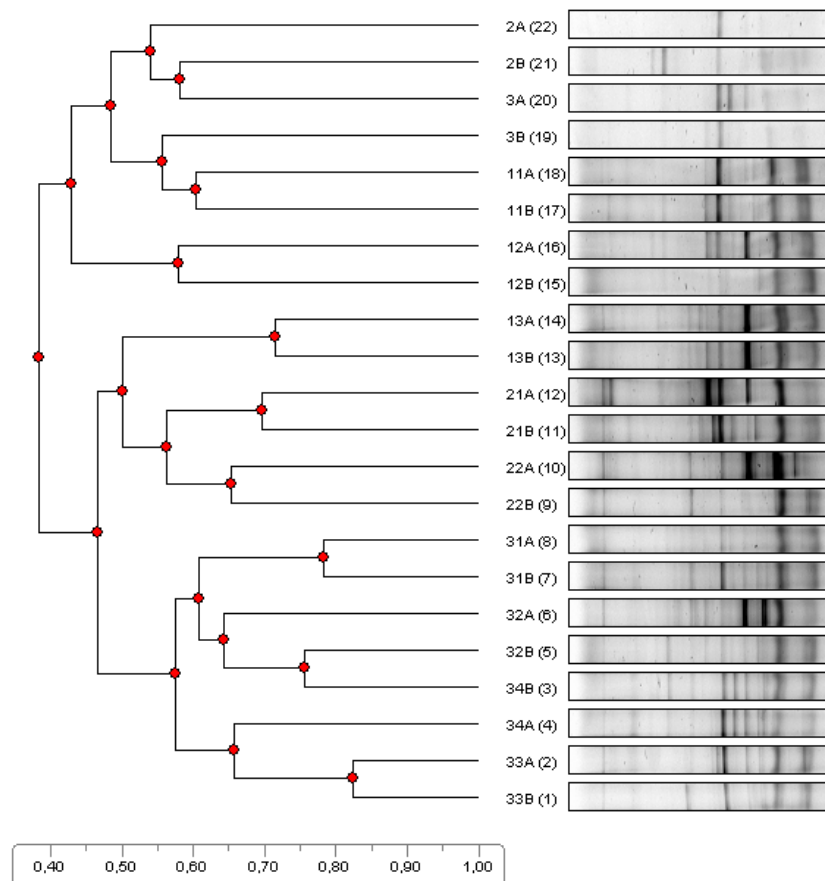 2A (22)
2B (21)
3A (20)
3B (19)
11A (18)
11B (17)
12A (16)
12B (15)
13A (14)
13B (13)
21A (12)
21B (11)
22A (10)
22B (9)
31A (8)
31B (7)
32A (6)
32B (5)
34B (3)
34A (4)
33A (2)
33B (1)
0,40 0,50 0,60 0,70 0,80 0,90 1,00